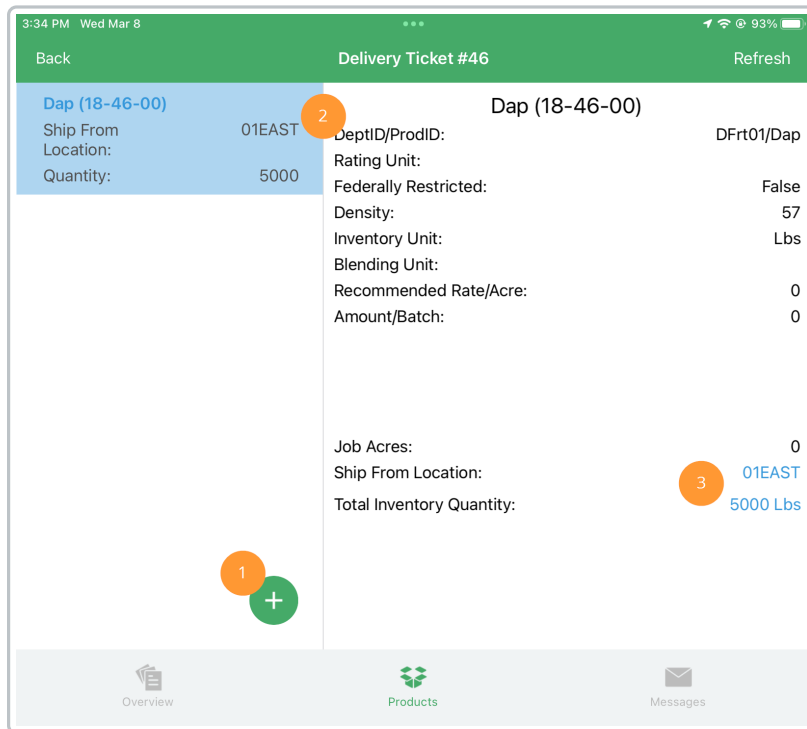 3:34 PM Wed Mar 8 93%
Back Delivery Ticket #46 Refresh
Dap (18-46-00)
Ship From Location: 01EAST
Quantity: 5000
2
Dap (18-46-00)
DeptID/ProdID: DFrt01/Dap
Rating Unit:
Federally Restricted: False
Density: 57
Inventory Unit: Lbs
Blending Unit:
Recommended Rate/Acre: 0
Amount/Batch: 0
Job Acres: 0
Ship From Location: 01EAST
3
Total Inventory Quantity: 5000 Lbs
1
+
Overview Products Messages